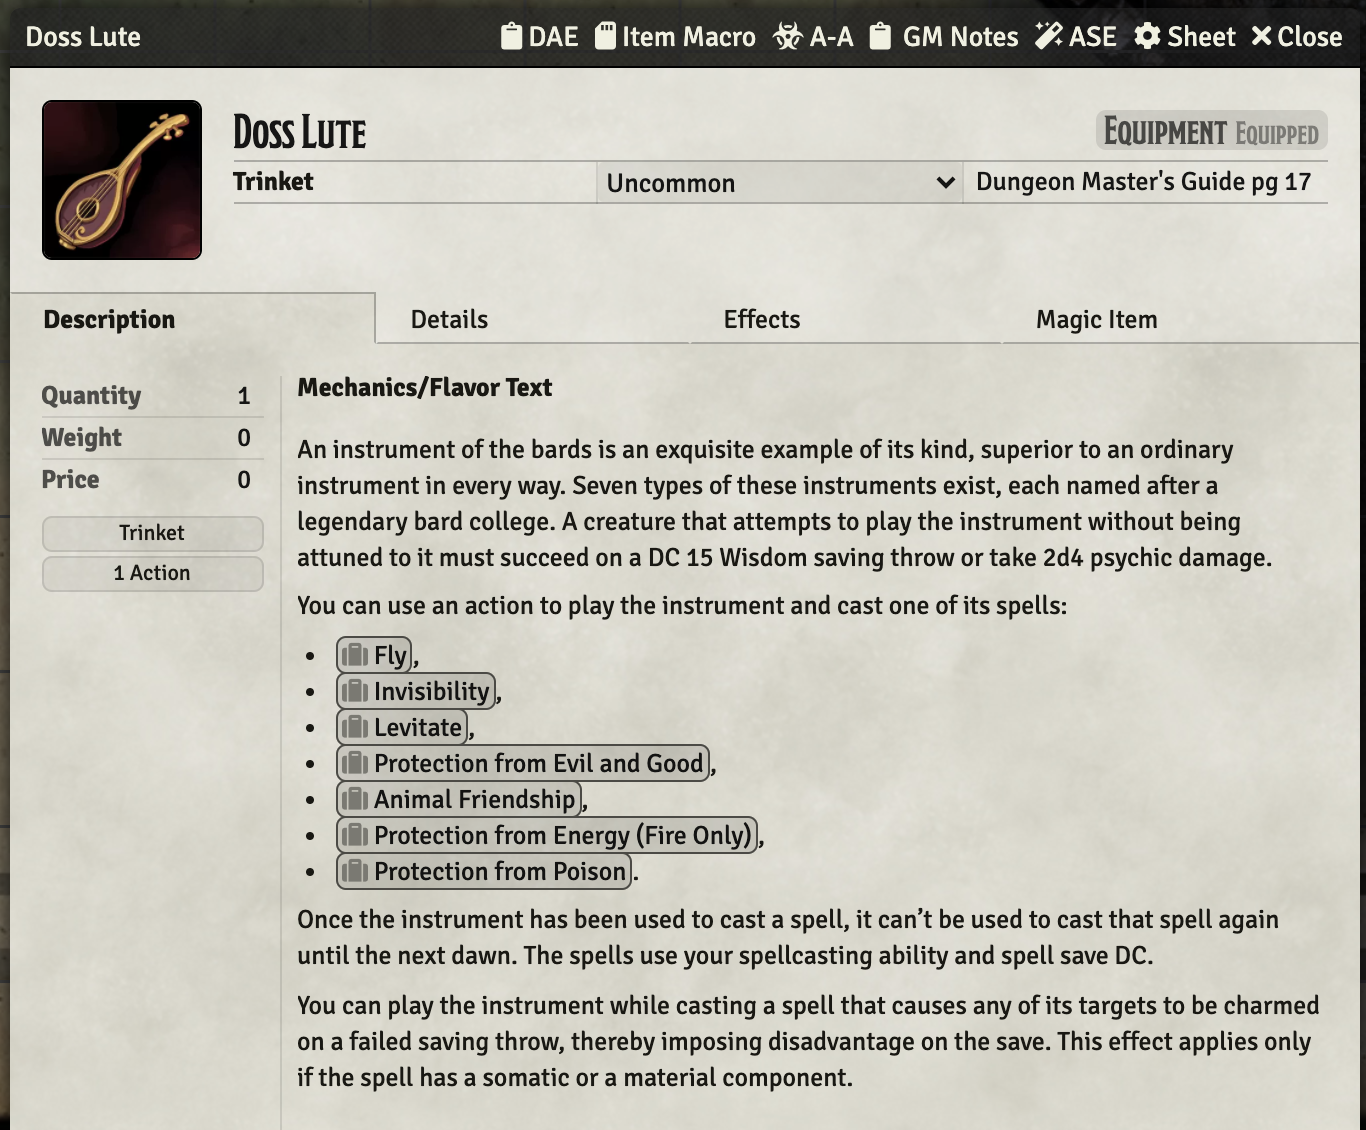 Doss Lute
DAE Item Macro A-A GM Notes ASE Sheet Close
Doss Lute
Equipment Equipped
Trinket
Uncommon
Dungeon Master's Guide pg 17
Description
Details
Effects
Magic Item
Quantity 1
Weight 0
Price 0
Trinket
1 Action
Mechanics/Flavor Text
An instrument of the bards is an exquisite example of its kind, superior to an ordinary
instrument in every way. Seven types of these instruments exist, each named after a
legendary bard college. A creature that attempts to play the instrument without being
attuned to it must succeed on a DC 15 Wisdom saving throw or take 2d4 psychic damage.
You can use an action to play the instrument and cast one of its spells:
• Fly,
• Invisibility,
• Levitate,
• Protection from Evil and Good,
• Animal Friendship,
• Protection from Energy (Fire Only),
• Protection from Poison.
Once the instrument has been used to cast a spell, it can’t be used to cast that spell again
until the next dawn. The spells use your spellcasting ability and spell save DC.
You can play the instrument while casting a spell that causes any of its targets to be charmed
on a failed saving throw, thereby imposing disadvantage on the save. This effect applies only
if the spell has a somatic or a material component.